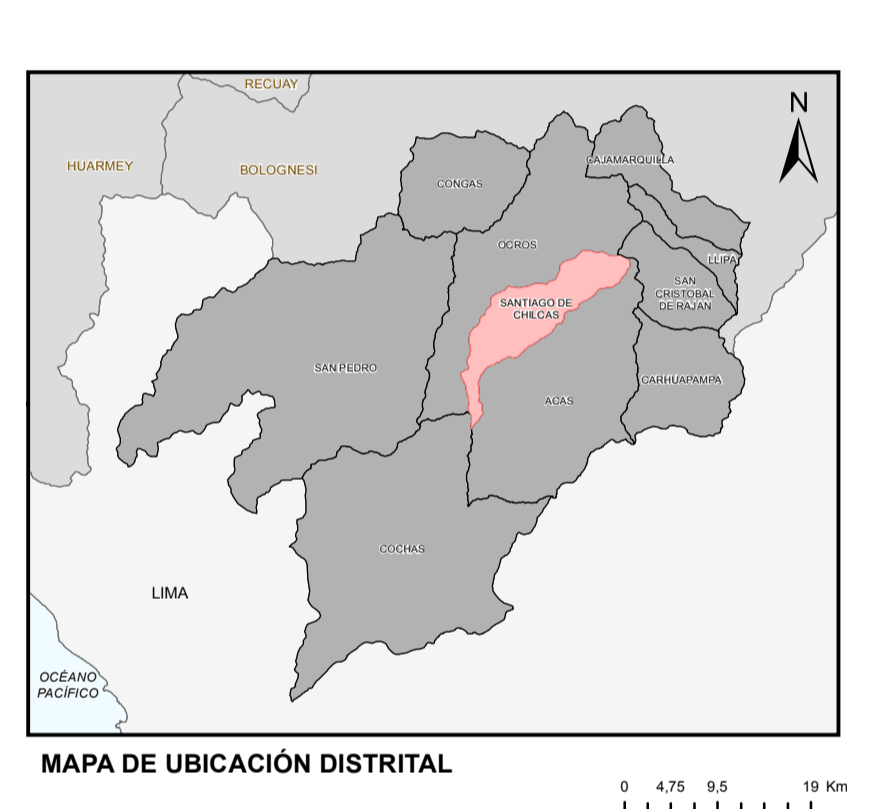 RECUAY
N
HUARMEY
BOLOGNESI
CONGAS
CAJAMARQUILLA
OCROS
LLIPA
SAN
CRISTOBAL
DE RAJAN
SANTIAGO DE
CHILCAS
SAN PEDRO
ACAS
CARHUAPAMPA
COCHAS
LIMA
OCÉANO
PACÍFICO
MAPA DE UBICACIÓN DISTRITAL
0 4,75 9,5 19 Km